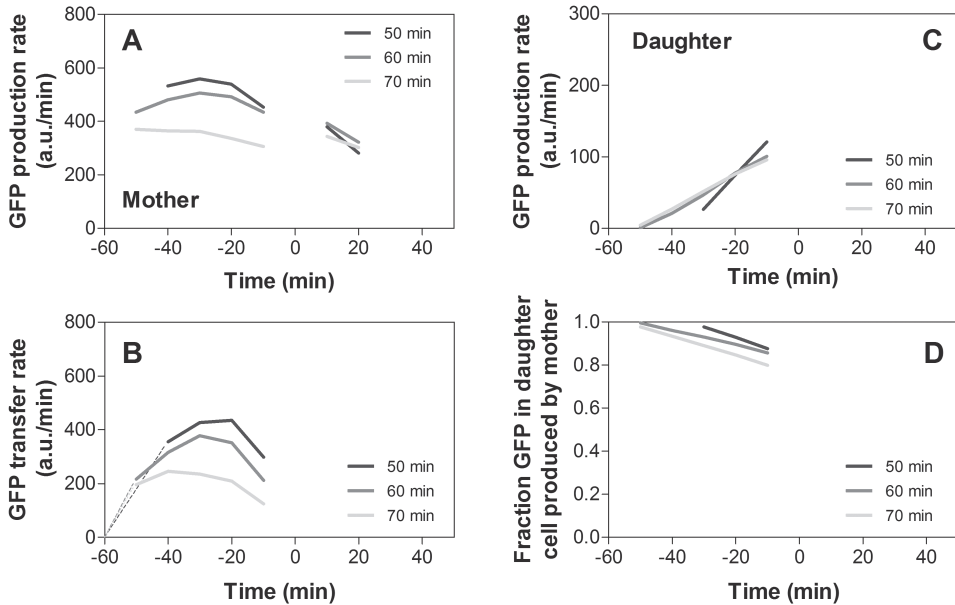 A
GFP production rate
(a.u./min)
800
600
400
200
0
50 min
60 min
70 min
Mother
-60
-40
-20
0
20
40
Time (min)
C
Daughter
GFP production rate
(a.u./min)
300
200
100
0
50 min
60 min
70 min
-60
-40
-20
0
20
40
Time (min)
B
GFP transfer rate
(a.u./min)
800
600
400
200
0
50 min
60 min
70 min
-60
-40
-20
0
20
40
Time (min)
D
Fraction GFP in daughter
cell produced by mother
1.0
0.8
0.6
0.4
0.2
0.0
50 min
60 min
70 min
-60
-40
-20
0
20
40
Time (min)